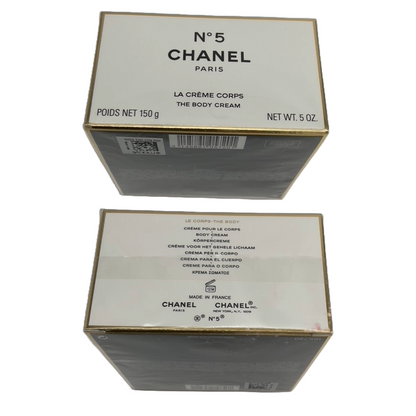 N°5
CHANEL
PARIS
LA CRÈME CORPS
THE BODY CREAM
POIDS NET 150 g
NET WT. 5 OZ.
LE CORPS-THE BODY
CRÈME POUR LE CORPS
BODY CREAM
KÖRPERCREME
CRÈME VOOR HET GEHELE LICHAAM
CREMA PER IL CORPO
CREMA PARA EL CUERPO
CREME PARA O CORPO
ΚΡΕΜΑ ΣΩΜΑΤΟΣ
MADE IN FRANCE
CHANEL CHANEL® INC.
PARIS NEW YORK, N.Y. 10019
® N°5®